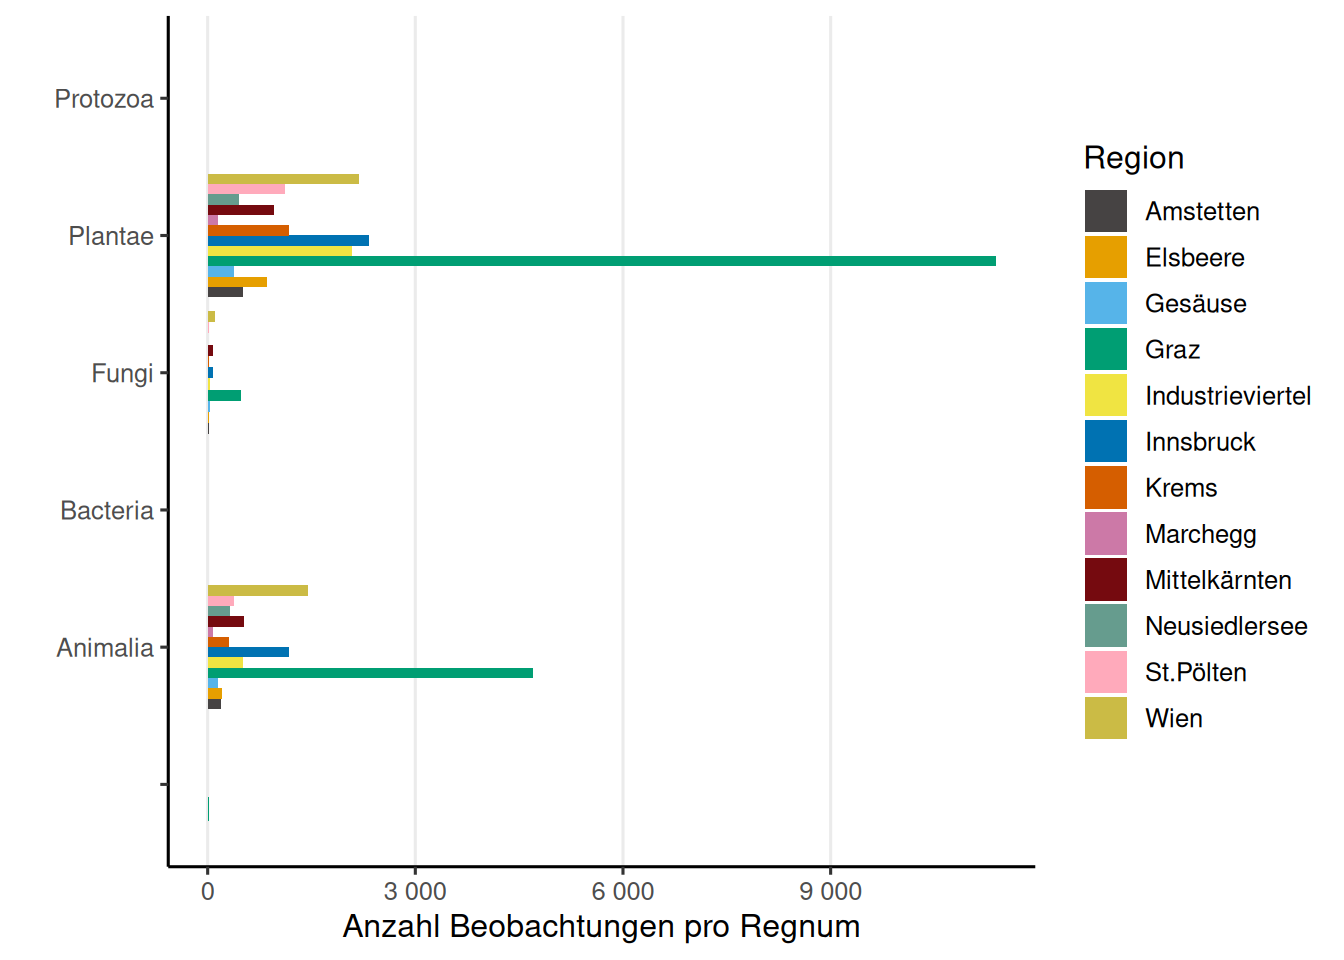 Protozoa
Plantae
Fungi
Bacteria
Animalia
0
3 000
6 000
9 000
Anzahl Beobachtungen pro Regnum
Region
Amstetten
Elsbeere
Gesäuse
Graz
Industrieviertel
Innsbruck
Krems
Marchegg
Mittelkärnten
Neusiedlersee
St.Pölten
Wien